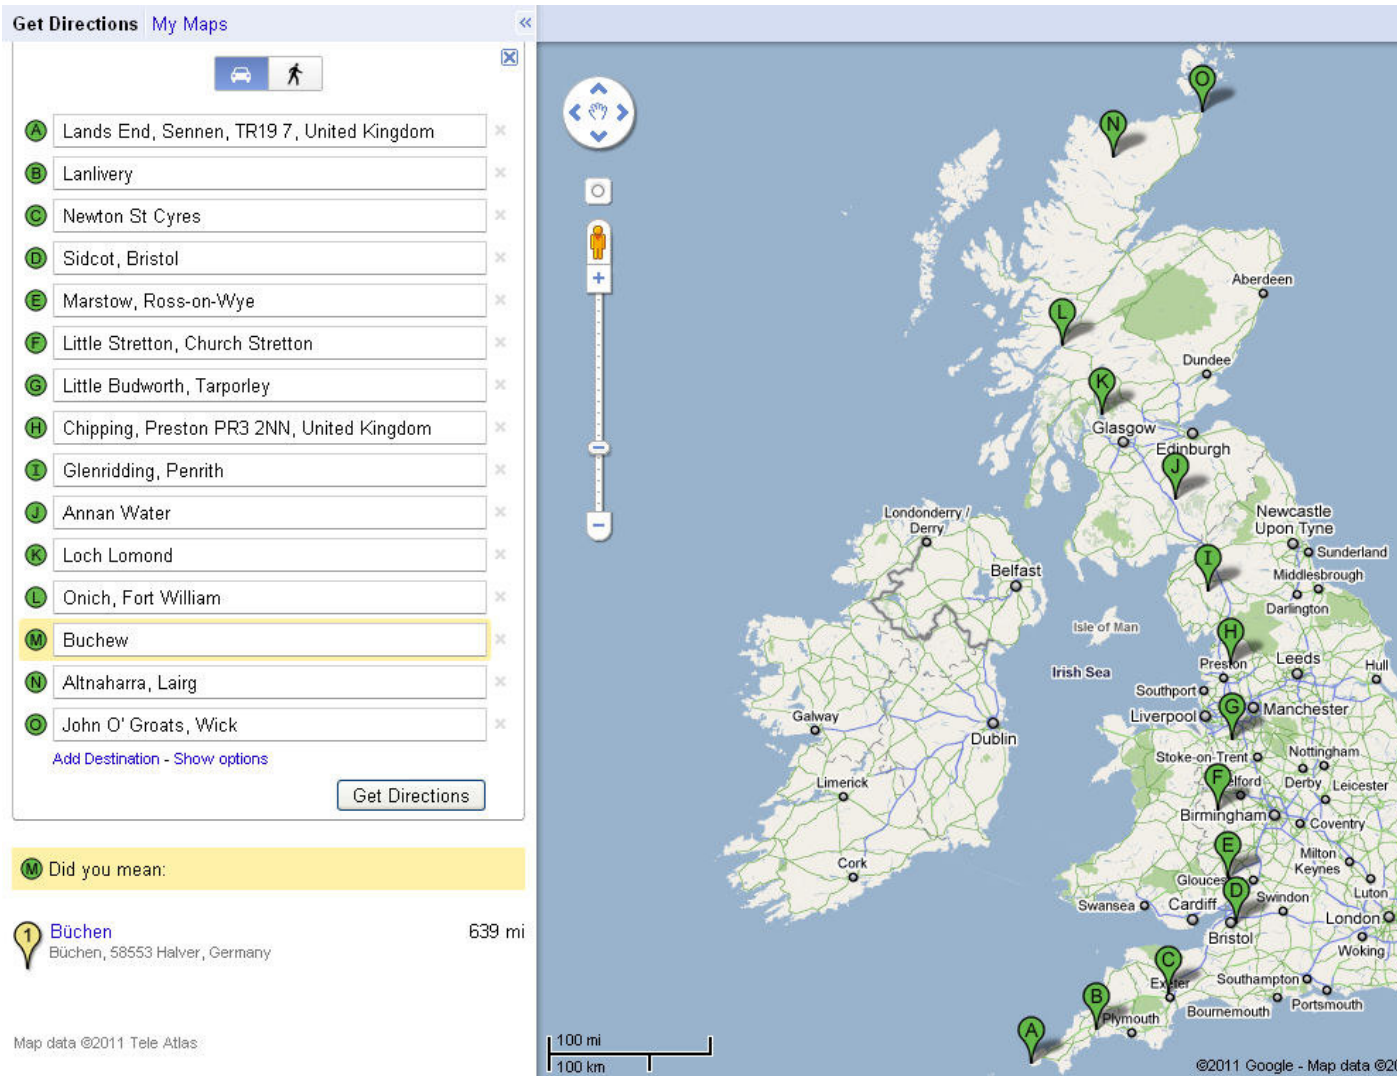 Get Directions My Maps «
A Lands End, Sennen, TR19 7, United Kingdom
B Lanlivery
C Newton St Cyres
D Sidcot, Bristol
E Marstow, Ross-on-Wye
F Little Stretton, Church Stretton
G Little Budworth, Tarporley
H Chipping, Preston PR3 2NN, United Kingdom
I Glenridding, Penrith
J Annan Water
K Loch Lomond
L Onich, Fort William
M Buchew
N Altnaharra, Lairg
O John O' Groats, Wick
Add Destination - Show options
Get Directions
M Did you mean:
1 Büchen 639 mi
Büchen, 58553 Halver, Germany
Map data ©2011 Tele Atlas
O
N
Aberdeen
L
Dundee
K
Glasgow
Edinburgh
J
Londonderry /
Derry
Newcastle
Upon Tyne
Sunderland
I
Belfast
Middlesbrough
Darlington
Isle of Man
H
Preston
Leeds
Hull
Irish Sea
Southport
G
Manchester
Liverpool
Galway
Dublin
Stoke-on-Trent
Nottingham
F
elford
Derby
Leicester
Limerick
Birmingham
Coventry
E
Milton
Keynes
Cork
Glouces
D
Luton
Swansea
Cardiff
Swindon
London
Bristol
Woking
C
Exeter
Southampton
Portsmouth
B
Bournemouth
Plymouth
A
100 mi
100 km
©2011 Google - Map data ©2